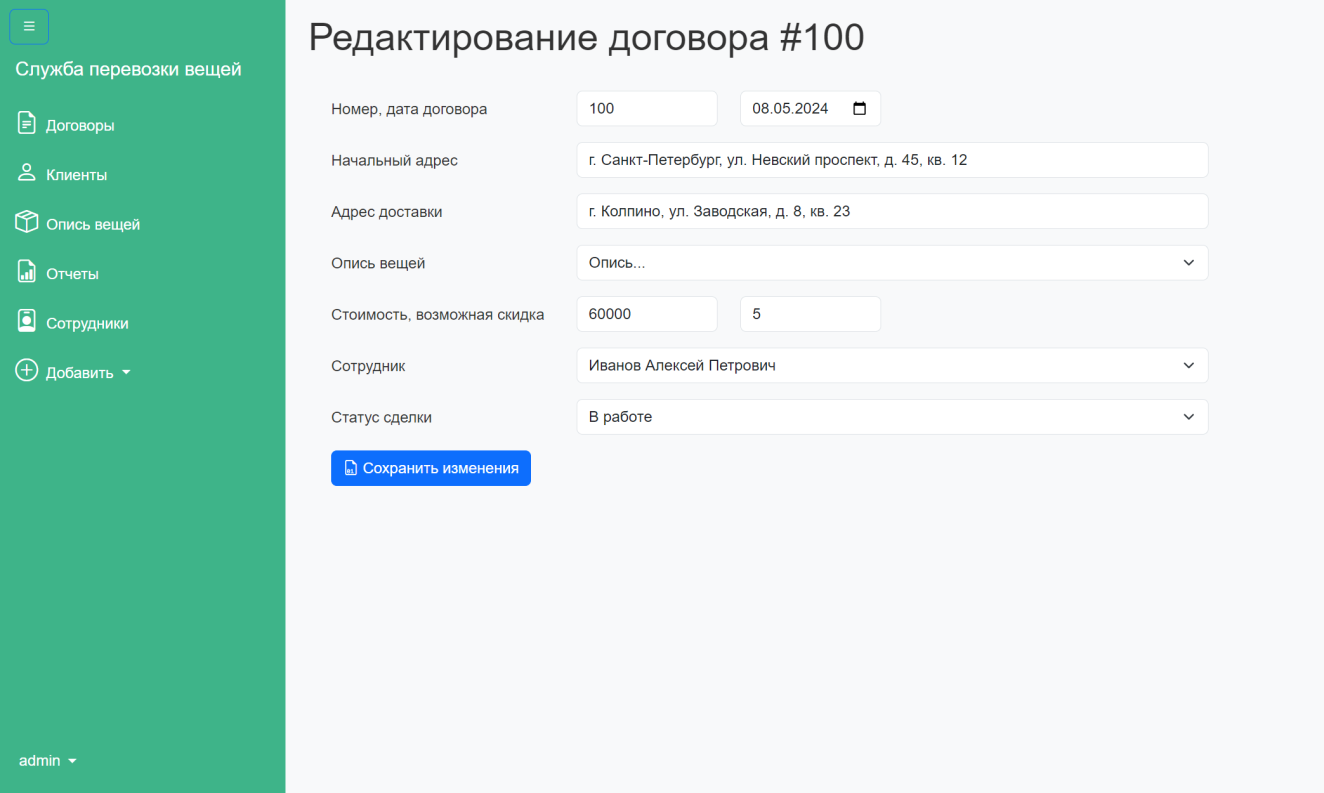 Служба перевозки вещей
Договоры
Клиенты
Опись вещей
Отчеты
Сотрудники
Добавить
admin
Редактирование договора #100
Номер, дата договора 100 08.05.2024
Начальный адрес г. Санкт-Петербург, ул. Невский проспект, д. 45, кв. 12
Адрес доставки г. Колпино, ул. Заводская, д. 8, кв. 23
Опись вещей Опись...
Стоимость, возможная скидка 60000 5
Сотрудник Иванов Алексей Петрович
Статус сделки В работе
Сохранить изменения